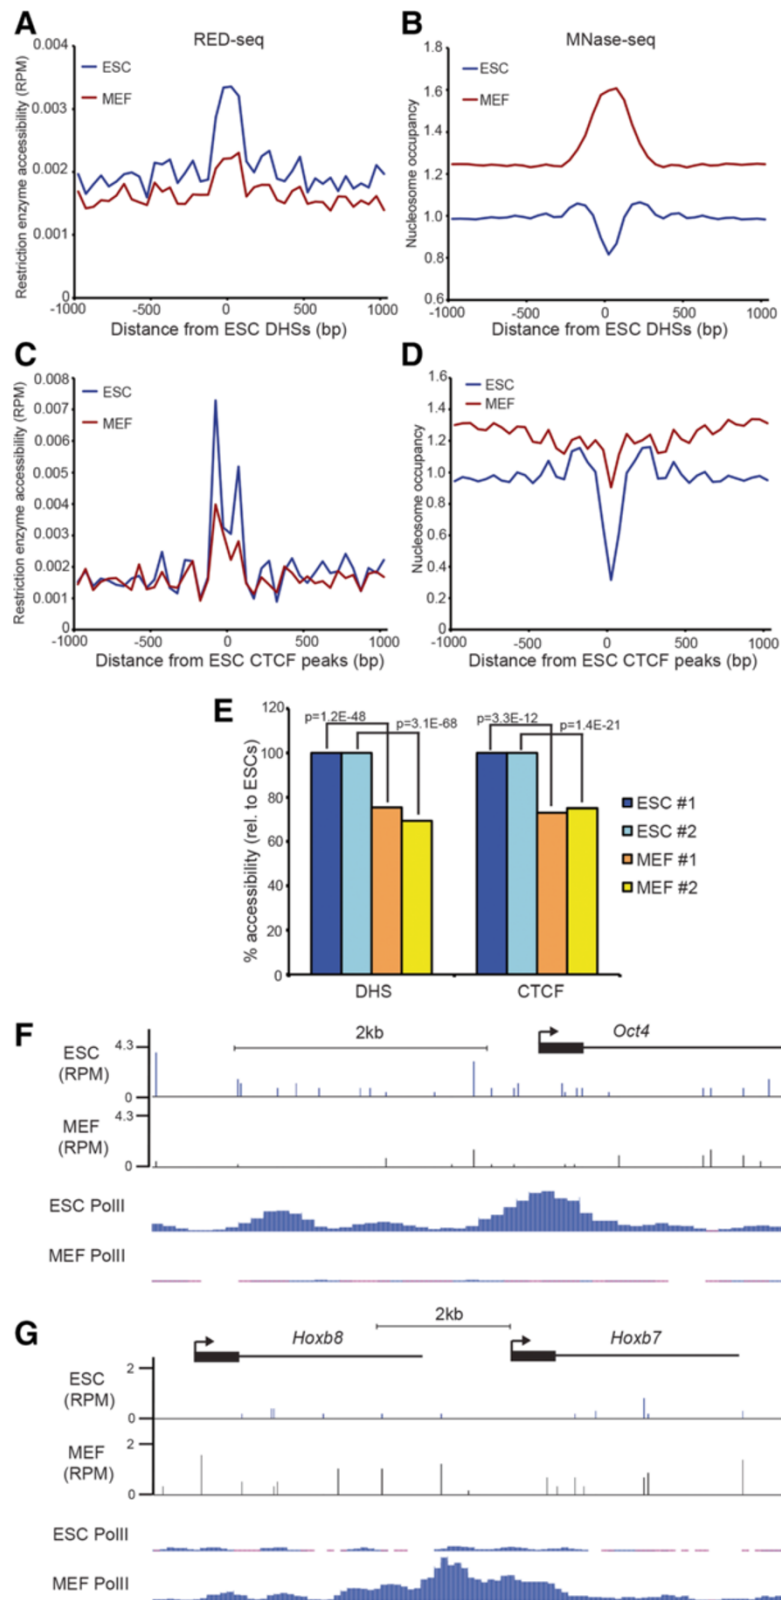 A
RED-seq
0.004
0.003
0.002
0.001
0
Restriction enzyme accessibility (RPM)
ESC
MEF
-1000
-500
0
500
1000
Distance from ESC DHSs (bp)
B
MNase-seq
1.8
1.6
1.4
1.2
1.0
0.8
0.6
Nucleosome occupancy
ESC
MEF
-1000
-500
0
500
1000
Distance from ESC DHSs (bp)
C
0.008
0.007
0.006
0.005
0.004
0.003
0.002
0.001
0
Restriction enzyme accessibility (RPM)
ESC
MEF
-1000
-500
0
500
1000
Distance from ESC CTCF peaks (bp)
D
1.6
1.4
1.2
1.0
0.8
0.6
0.4
0.2
0
Nucleosome occupancy
ESC
MEF
-1000
-500
0
500
1000
Distance from ESC CTCF peaks (bp)
E
120
100
80
60
40
20
0
% accessibility (rel. to ESCs)
p=1.2E-48
p=3.1E-68
p=3.3E-12
p=1.4E-21
DHS
CTCF
ESC #1
ESC #2
MEF #1
MEF #2
F
2kb
Oct4
ESC
(RPM)
4.3
0
MEF
(RPM)
4.3
0
ESC PolII
MEF PolII
G
2kb
Hoxb8
Hoxb7
ESC
(RPM)
2
0
MEF
(RPM)
2
0
ESC PolII
MEF PolII